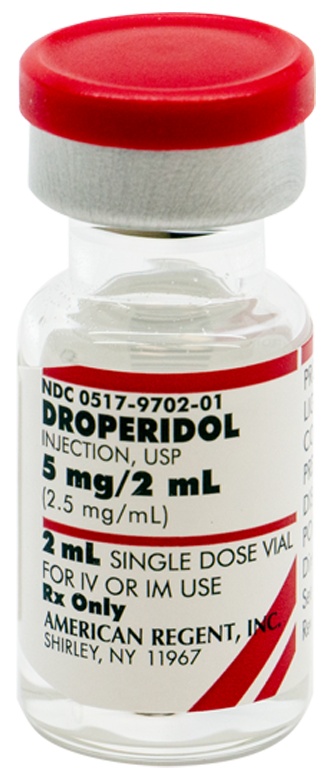 NDC 0517-9702-01
DROPERIDOL
INJECTION, USP
5 mg/2 mL
(2.5 mg/mL)
2 mL SINGLE DOSE VIAL
FOR IV OR IM USE
Rx Only
AMERICAN REGENT, INC.
SHIRLEY, NY 11967